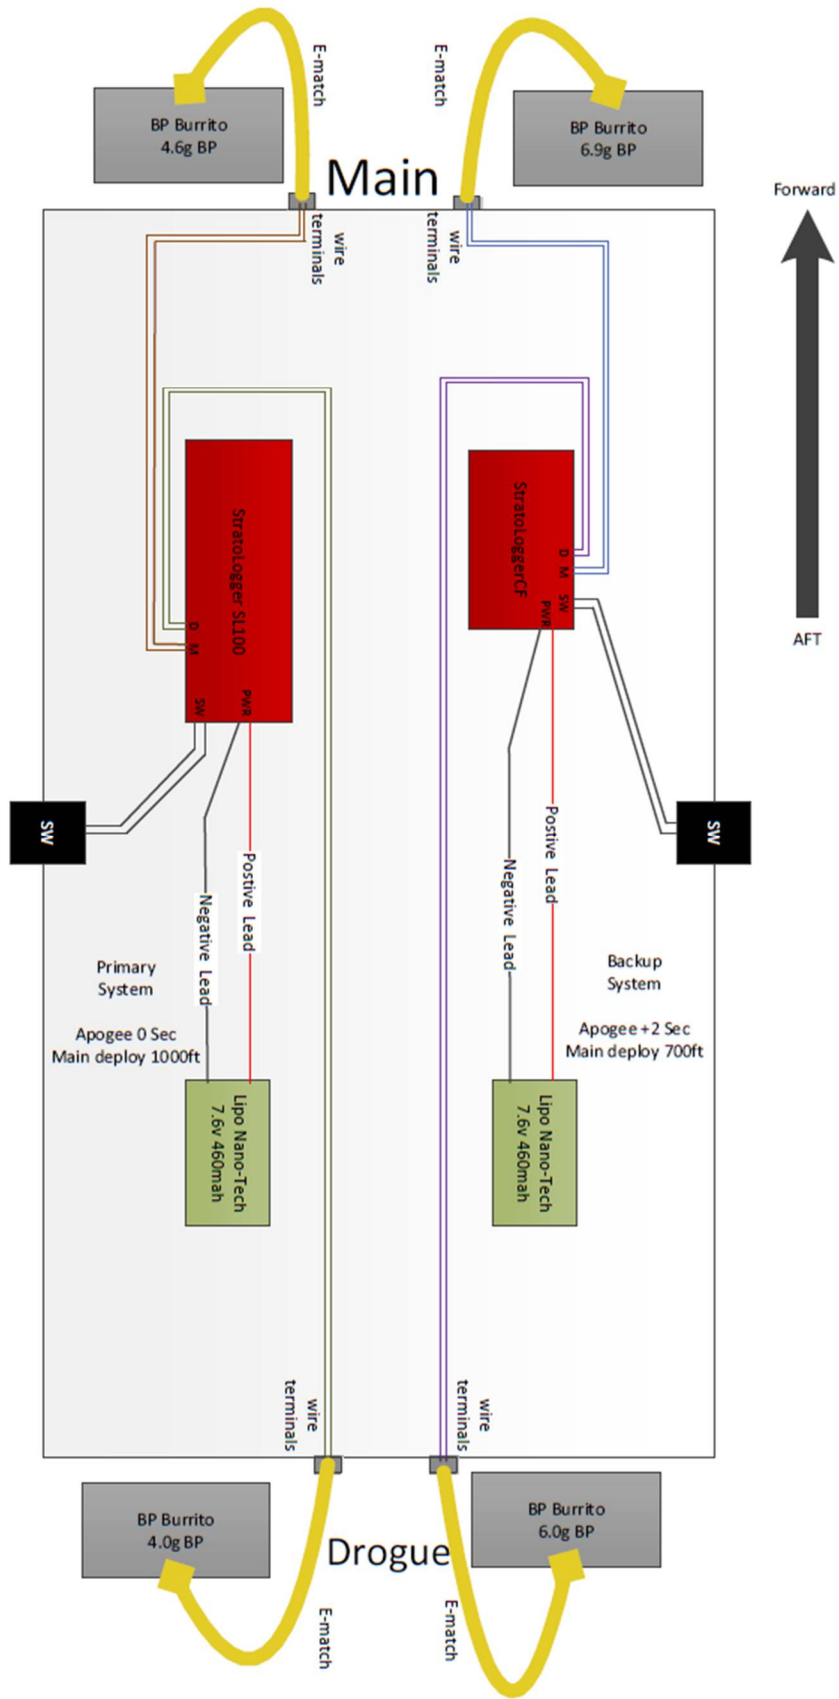 E-match
E-match
BP Burrito
4.6g BP
BP Burrito
6.9g BP
Main
Forward
wire
terminals
wire
terminals
StratoLogger SL100
D
M
SW
PWR
StratoLoggerCF
D
M
SW
PWR
AFT
SW
SW
Postive Lead
Negative Lead
Postive Lead
Negative Lead
Primary
System
Apogee 0 Sec
Main deploy 1000ft
Backup
System
Apogee +2 Sec
Main deploy 700ft
Lipo Nano-Tech
7.6v 460mah
Lipo Nano-Tech
7.6v 460mah
wire
terminals
wire
terminals
BP Burrito
4.0g BP
BP Burrito
6.0g BP
Drogue
E-match
E-match